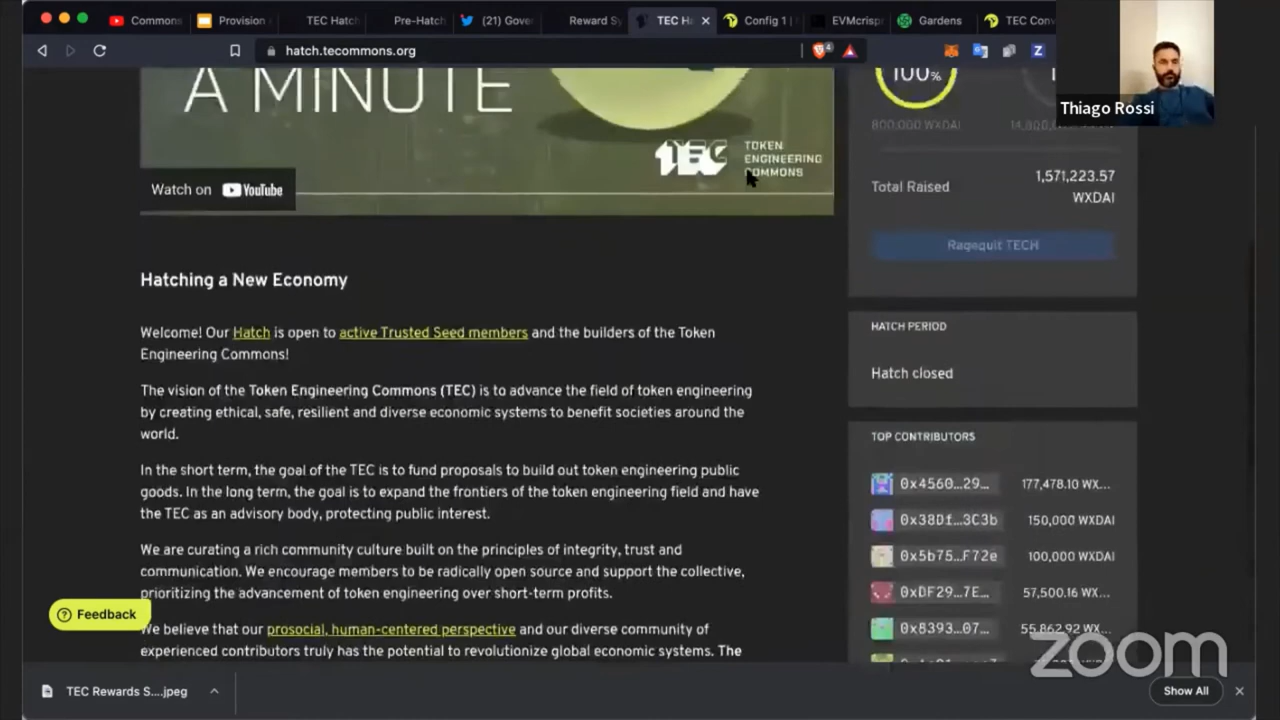 Commons
Provision
TEC Hatch
Pre-Hatch
(21) Gove
Reward Sy
TEC H
Config 1 |
EVMcrisp
Gardens
TEC Con
hatch.tecommons.org
4
Z
Thiago Rossi
A MINUTE
TEC
TOKEN
ENGINEERING
COMMONS
Watch on YouTube
100%
800,000 WXDAI
Total Raised
1,571,223.57
WXDAI
Ragequit TECH
Hatching a New Economy
Welcome! Our Hatch is open to active Trusted Seed members and the builders of the Token
Engineering Commons!
The vision of the Token Engineering Commons (TEC) is to advance the field of token engineering
by creating ethical, safe, resilient and diverse economic systems to benefit societies around the
world.
In the short term, the goal of the TEC is to fund proposals to build out token engineering public
goods. In the long term, the goal is to expand the frontiers of the token engineering field and have
the TEC as an advisory body, protecting public interest.
We are curating a rich community culture built on the principles of integrity, trust and
communication. We encourage members to be radically open source and support the collective,
prioritizing the advancement of token engineering over short-term profits.
We believe that our prosocial, human-centered perspective and our diverse community of
experienced contributors truly has the potential to revolutionize global economic systems. The
HATCH PERIOD
Hatch closed
TOP CONTRIBUTORS
0x4560...29... 177,478.10 WX...
0x38Df...3C3b 150,000 WXDAI
0x5b75...F72e 100,000 WXDAI
0xDF29...7E... 57,500.16 WX...
0x8393...07... 55,862.92 WX...
Feedback
zoom
TEC Rewards S....jpeg
Show All